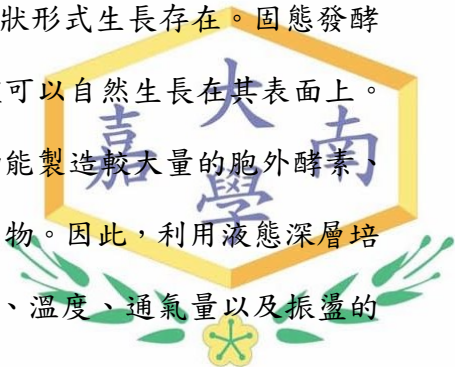 狀形式生長存在。固態發酵
可以自然生長在其表面上。
能製造較大量的胞外酵素、
物。因此，利用液態深層培
、溫度、通氣量以及振盪的
大
嘉 南
學